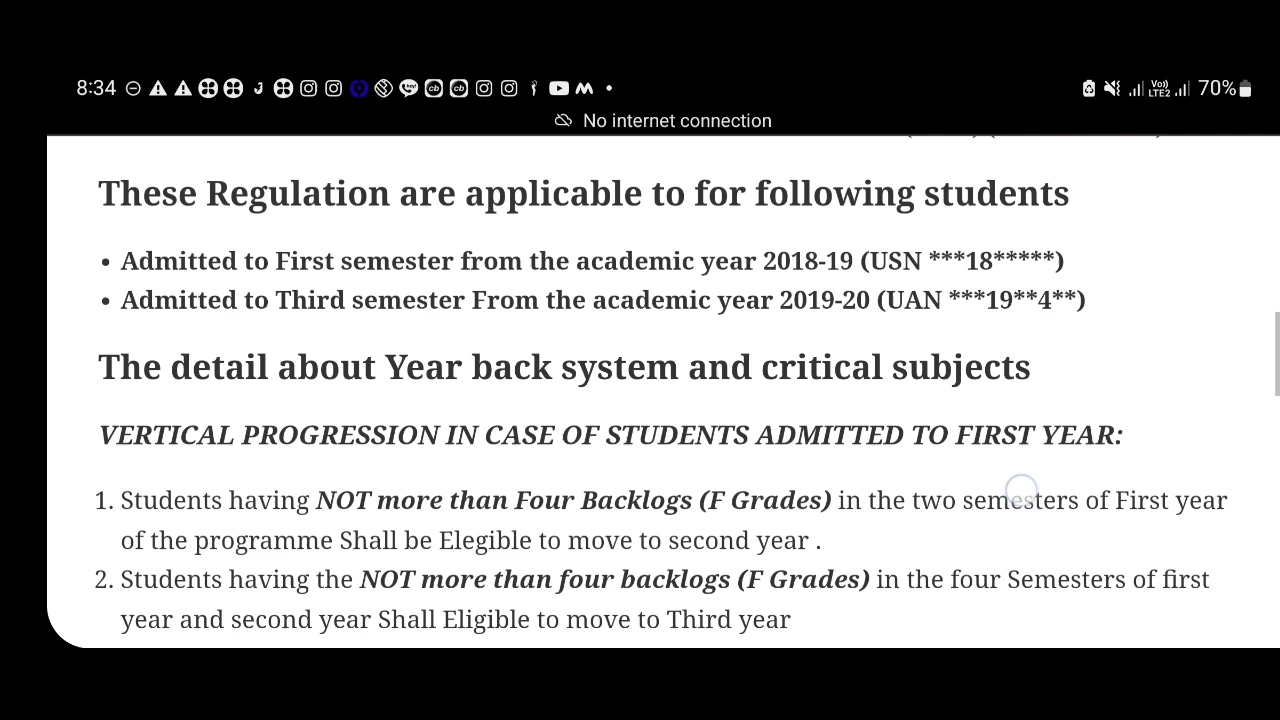 8:34
Vo)) LTE2 70%
No internet connection
These Regulation are applicable to for following students
• Admitted to First semester from the academic year 2018-19 (USN ***18*****)
• Admitted to Third semester From the academic year 2019-20 (UAN ***19**4**)
The detail about Year back system and critical subjects
VERTICAL PROGRESSION IN CASE OF STUDENTS ADMITTED TO FIRST YEAR:
1. Students having NOT more than Four Backlogs (F Grades) in the two semesters of First year
of the programme Shall be Elegible to move to second year .
2. Students having the NOT more than four backlogs (F Grades) in the four Semesters of first
year and second year Shall Eligible to move to Third year